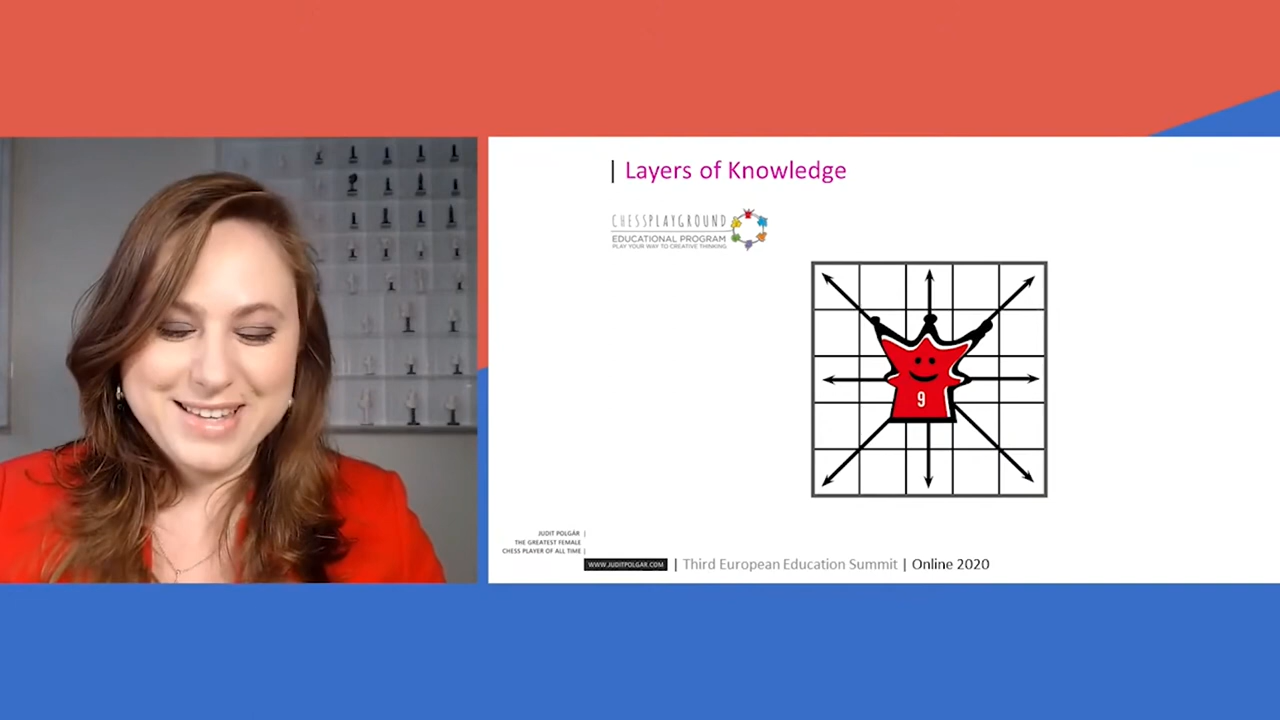 | Layers of Knowledge
CHESSPLAYGROUND
EDUCATIONAL PROGRAM
PLAY YOUR WAY TO CREATIVE THINKING
9
JUDIT POLGÁR |
THE GREATEST FEMALE
CHESS PLAYER OF ALL TIME |
WWW.JUDITPOLGAR.COM | Third European Education Summit | Online 2020